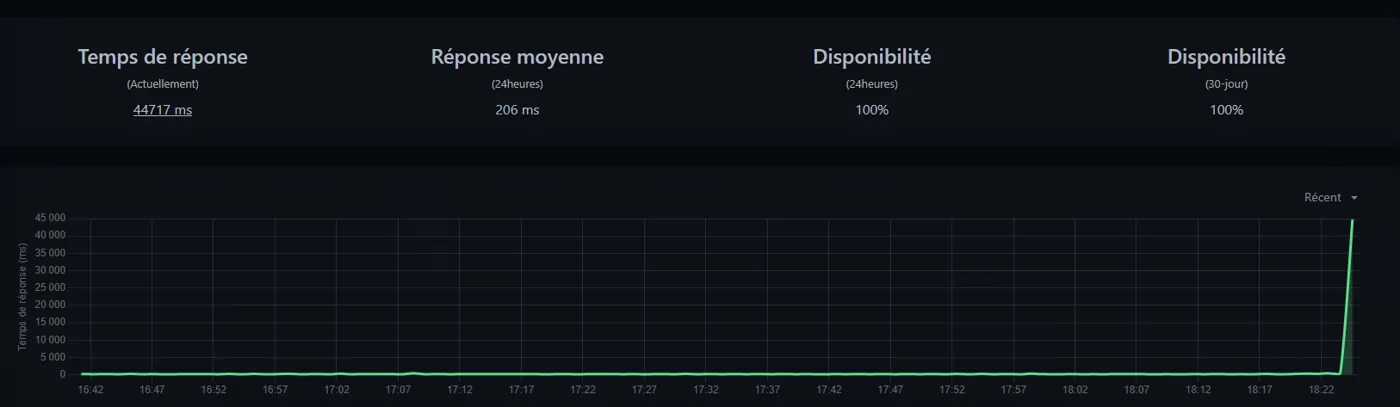 Temps de réponse
(Actuellement)
44717 ms
Réponse moyenne
(24heures)
206 ms
Disponibilité
(24heures)
100%
Disponibilité
(30-jour)
100%
Récent
Temps de réponse (ms)
45 000
40 000
35 000
30 000
25 000
20 000
15 000
10 000
5 000
0
16:42 16:47 16:52 16:57 17:02 17:07 17:12 17:17 17:22 17:27 17:32 17:37 17:42 17:47 17:52 17:57 18:02 18:07 18:12 18:17 18:22